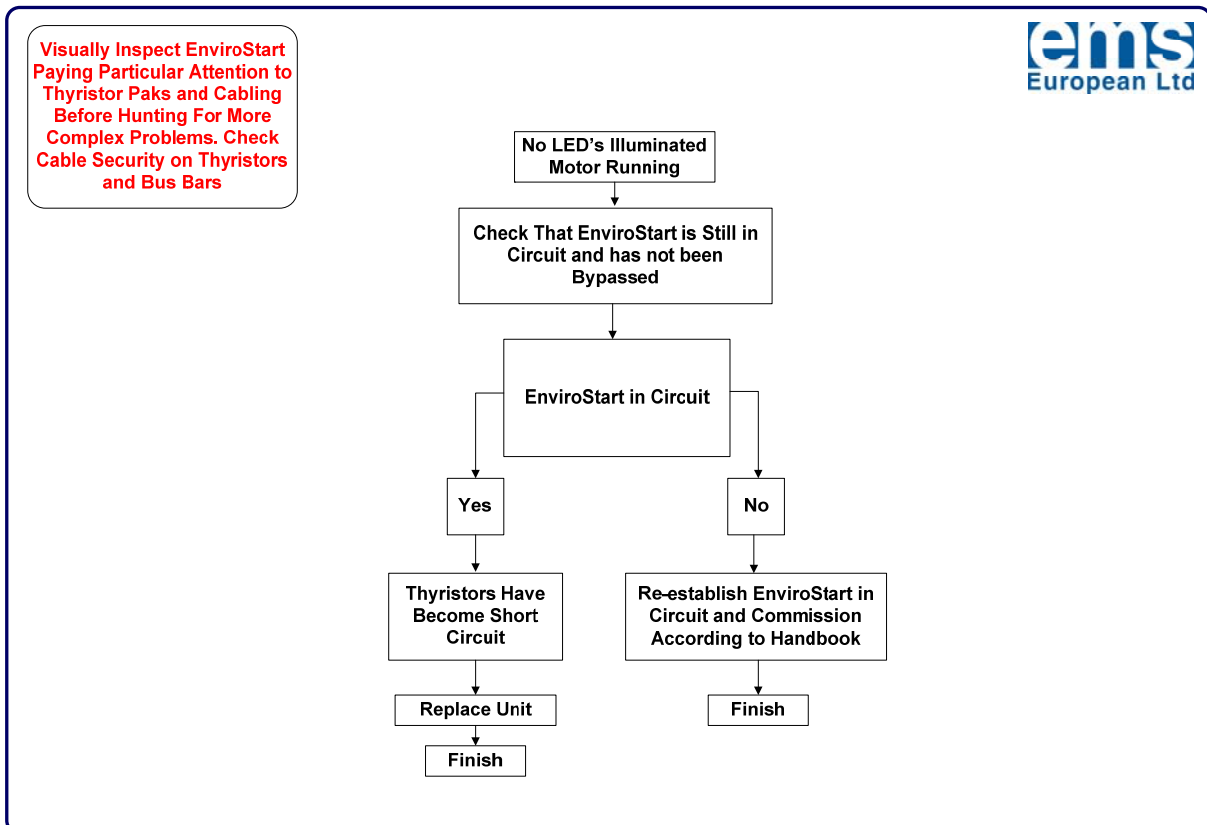 Visually Inspect EnviroStart
Paying Particular Attention to
Thyristor Paks and Cabling
Before Hunting For More
Complex Problems. Check
Cable Security on Thyristors
and Bus Bars
ems
European Ltd
No LED's Illuminated
Motor Running
Check That EnviroStart is Still in
Circuit and has not been
Bypassed
EnviroStart in Circuit
Yes
No
Thyristors Have
Become Short
Circuit
Re-establish EnviroStart in
Circuit and Commission
According to Handbook
Replace Unit
Finish
Finish